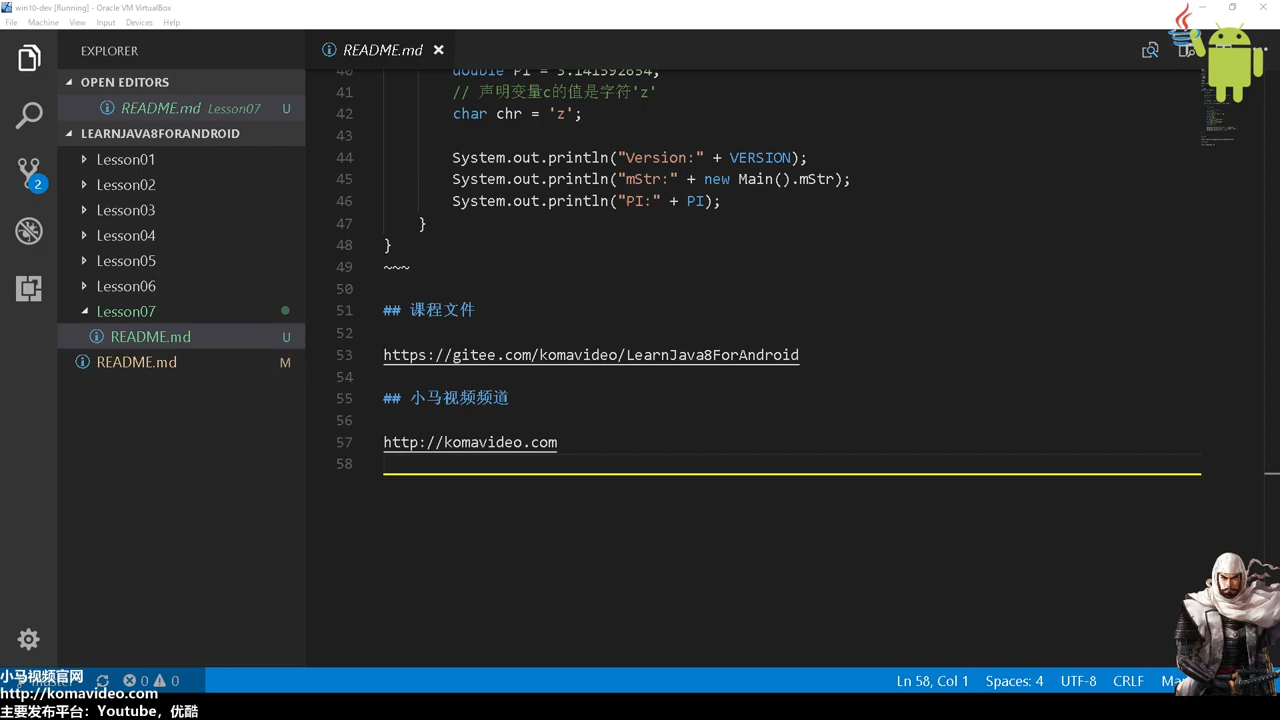 win10-dev [Running] - Oracle VM VirtualBox
File Machine View Input Devices Help
EXPLORER
OPEN EDITORS
README.md Lesson07 U
LEARNJAVA8FORANDROID
Lesson01
Lesson02
Lesson03
Lesson04
Lesson05
Lesson06
Lesson07
README.md U
README.md M
2
README.md
40 double PI = 3.141592654;
41 // 声明变量c的值是字符'z'
42 char chr = 'z';
43
44 System.out.println("Version:" + VERSION);
45 System.out.println("mStr:" + new Main().mStr);
46 System.out.println("PI:" + PI);
47 }
48 }
49 ~~~
50
51 ## 课程文件
52
53 https://gitee.com/komavideo/LearnJava8ForAndroid
54
55 ## 小马视频频道
56
57 http://komavideo.com
58
0 0
Ln 58, Col 1 Spaces: 4 UTF-8 CRLF
小马视频官网
http://komavideo.com
主要发布平台：Youtube，优酷